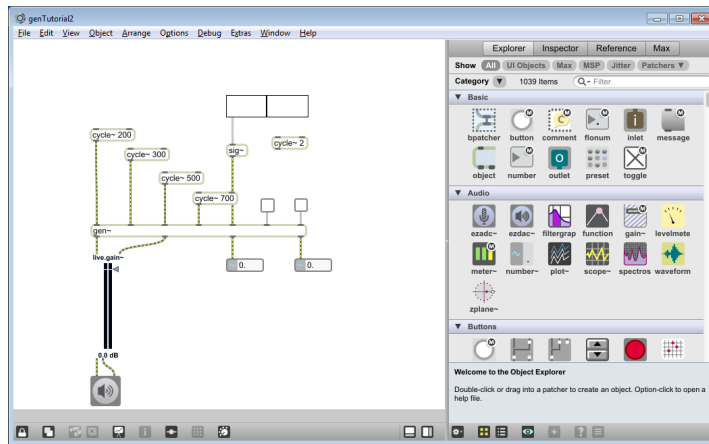 genTutorial2
File Edit View Object Arrange Options Debug Extras Window Help
Explorer Inspector Reference Max
Show All UI Objects Max MSP Jitter Patchers ▼
Category ▼ 1039 Items Filter
▼ Basic
bpatcher button comment flonum inlet message
object number outlet preset toggle
▼ Audio
ezadc~ ezdac~ filtergrap function gain~ levelmete
meter~ number~ plot~ scope~ spectros waveform
zplane~
▼ Buttons
Welcome to the Object Explorer
Double-click or drag into a patcher to create an object. Option-click to open a
help file.
cycle~ 200
cycle~ 300
cycle~ 500
cycle~ 700
sig~
cycle~ 2
gen~
live.gain~
0.
0.
0.0 dB